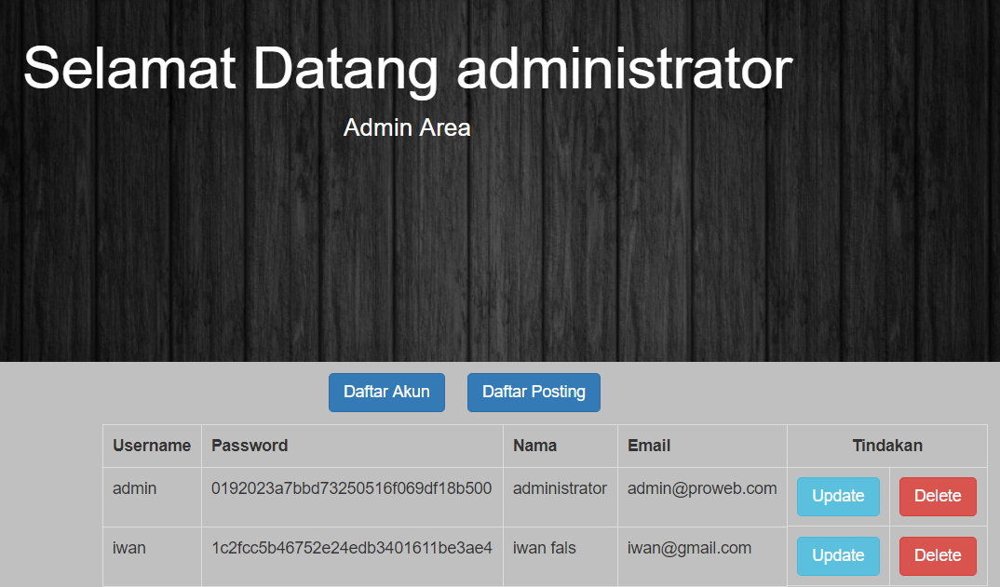 Selamat Datang administrator
Admin Area
Daftar Akun Daftar Posting
Username Password Nama Email Tindakan
admin 0192023a7bbd73250516f069df18b500 administrator admin@proweb.com Update Delete
iwan 1c2fcc5b46752e24edb3401611be3ae4 iwan fals iwan@gmail.com Update Delete